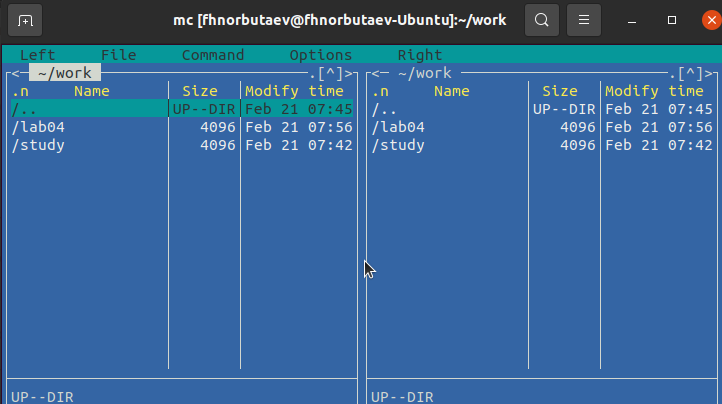 mc [fhnorbutaev@fhnorbutaev-Ubuntu]:~/work
Left File Command Options Right
<─ ~/work .[^]> <─ ~/work .[^]>
.n Name Size Modify time .n Name Size Modify time
/.. UP--DIR Feb 21 07:45 /.. UP--DIR Feb 21 07:45
/lab04 4096 Feb 21 07:56 /lab04 4096 Feb 21 07:56
/study 4096 Feb 21 07:42 /study 4096 Feb 21 07:42
UP--DIR UP--DIR